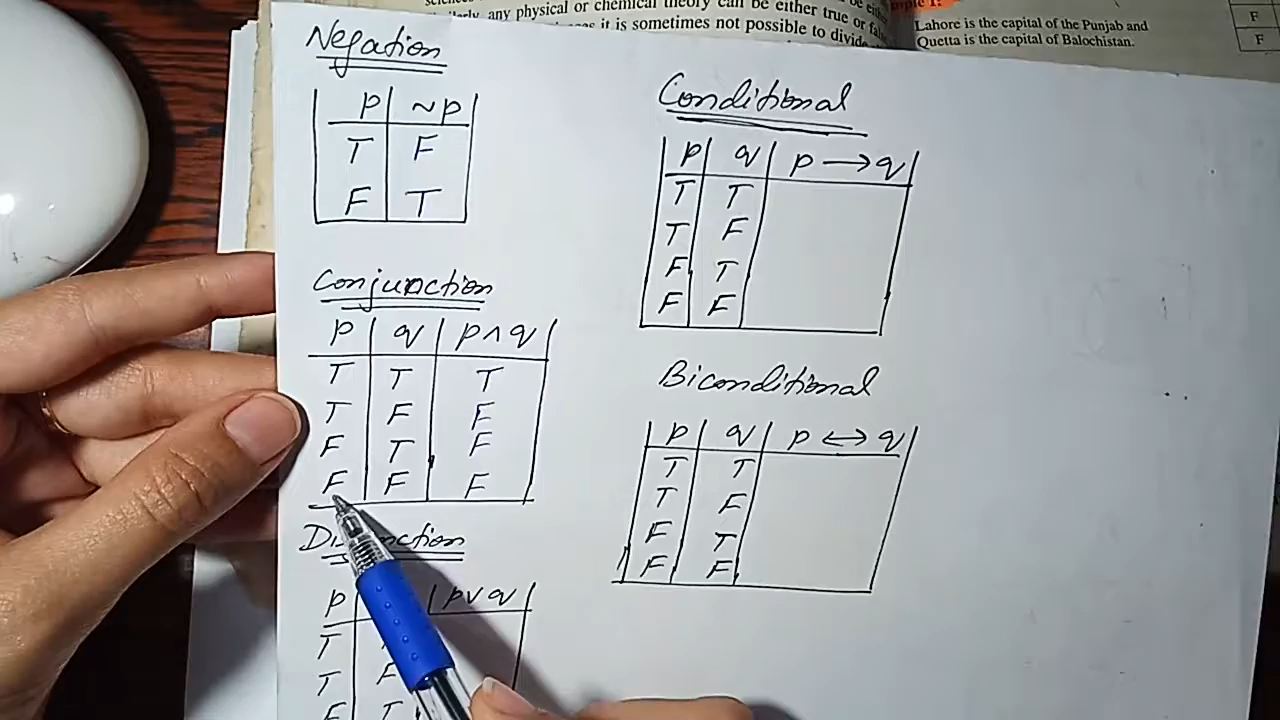 any physical or chemical theory can be either true or
it is sometimes not possible to divide
Lahore is the capital of the Punjab and
Quetta is the capital of Balochistan.
F
F
Negation
p ~p
T F
F T
Conjunction
p q p ∧ q
T T T
T F F
F T F
F F F
p p ∨ q
T
T F
F T
Conditional
p q p → q
T T
T F
F T
F F
Biconditional
p q p ↔ q
T T
T F
F T
F F